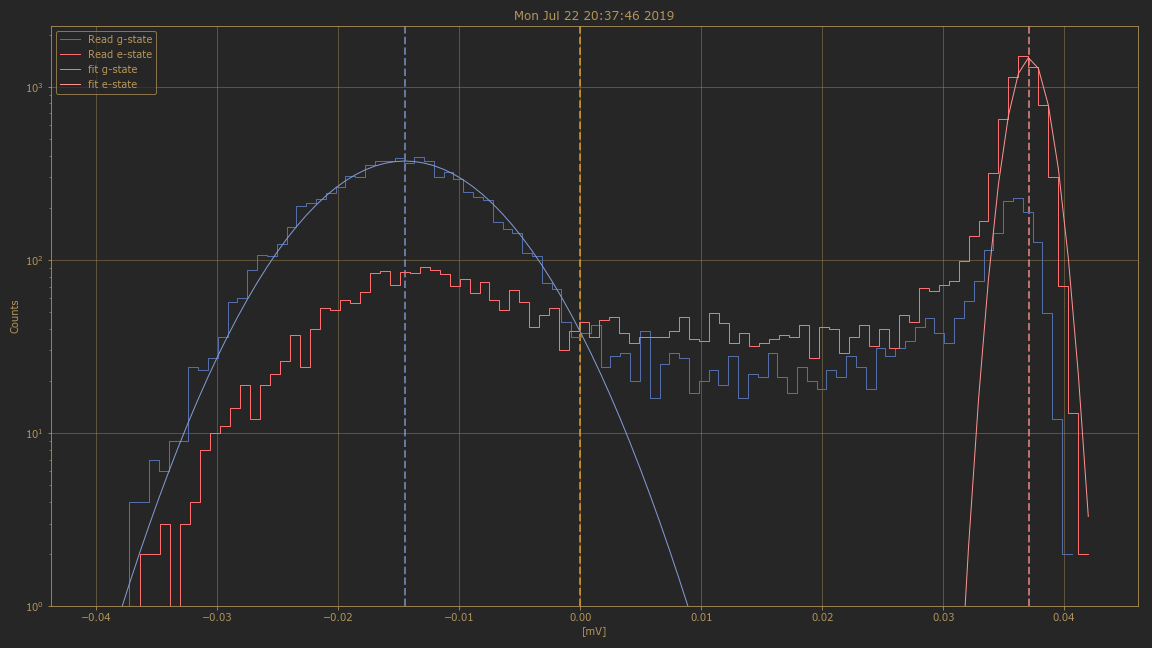 Mon Jul 22 20:37:46 2019
Read g-state
Read e-state
fit g-state
fit e-state
10³
10²
10¹
10⁰
Counts
−0.04 −0.03 −0.02 −0.01 0.00 0.01 0.02 0.03 0.04
[mV]